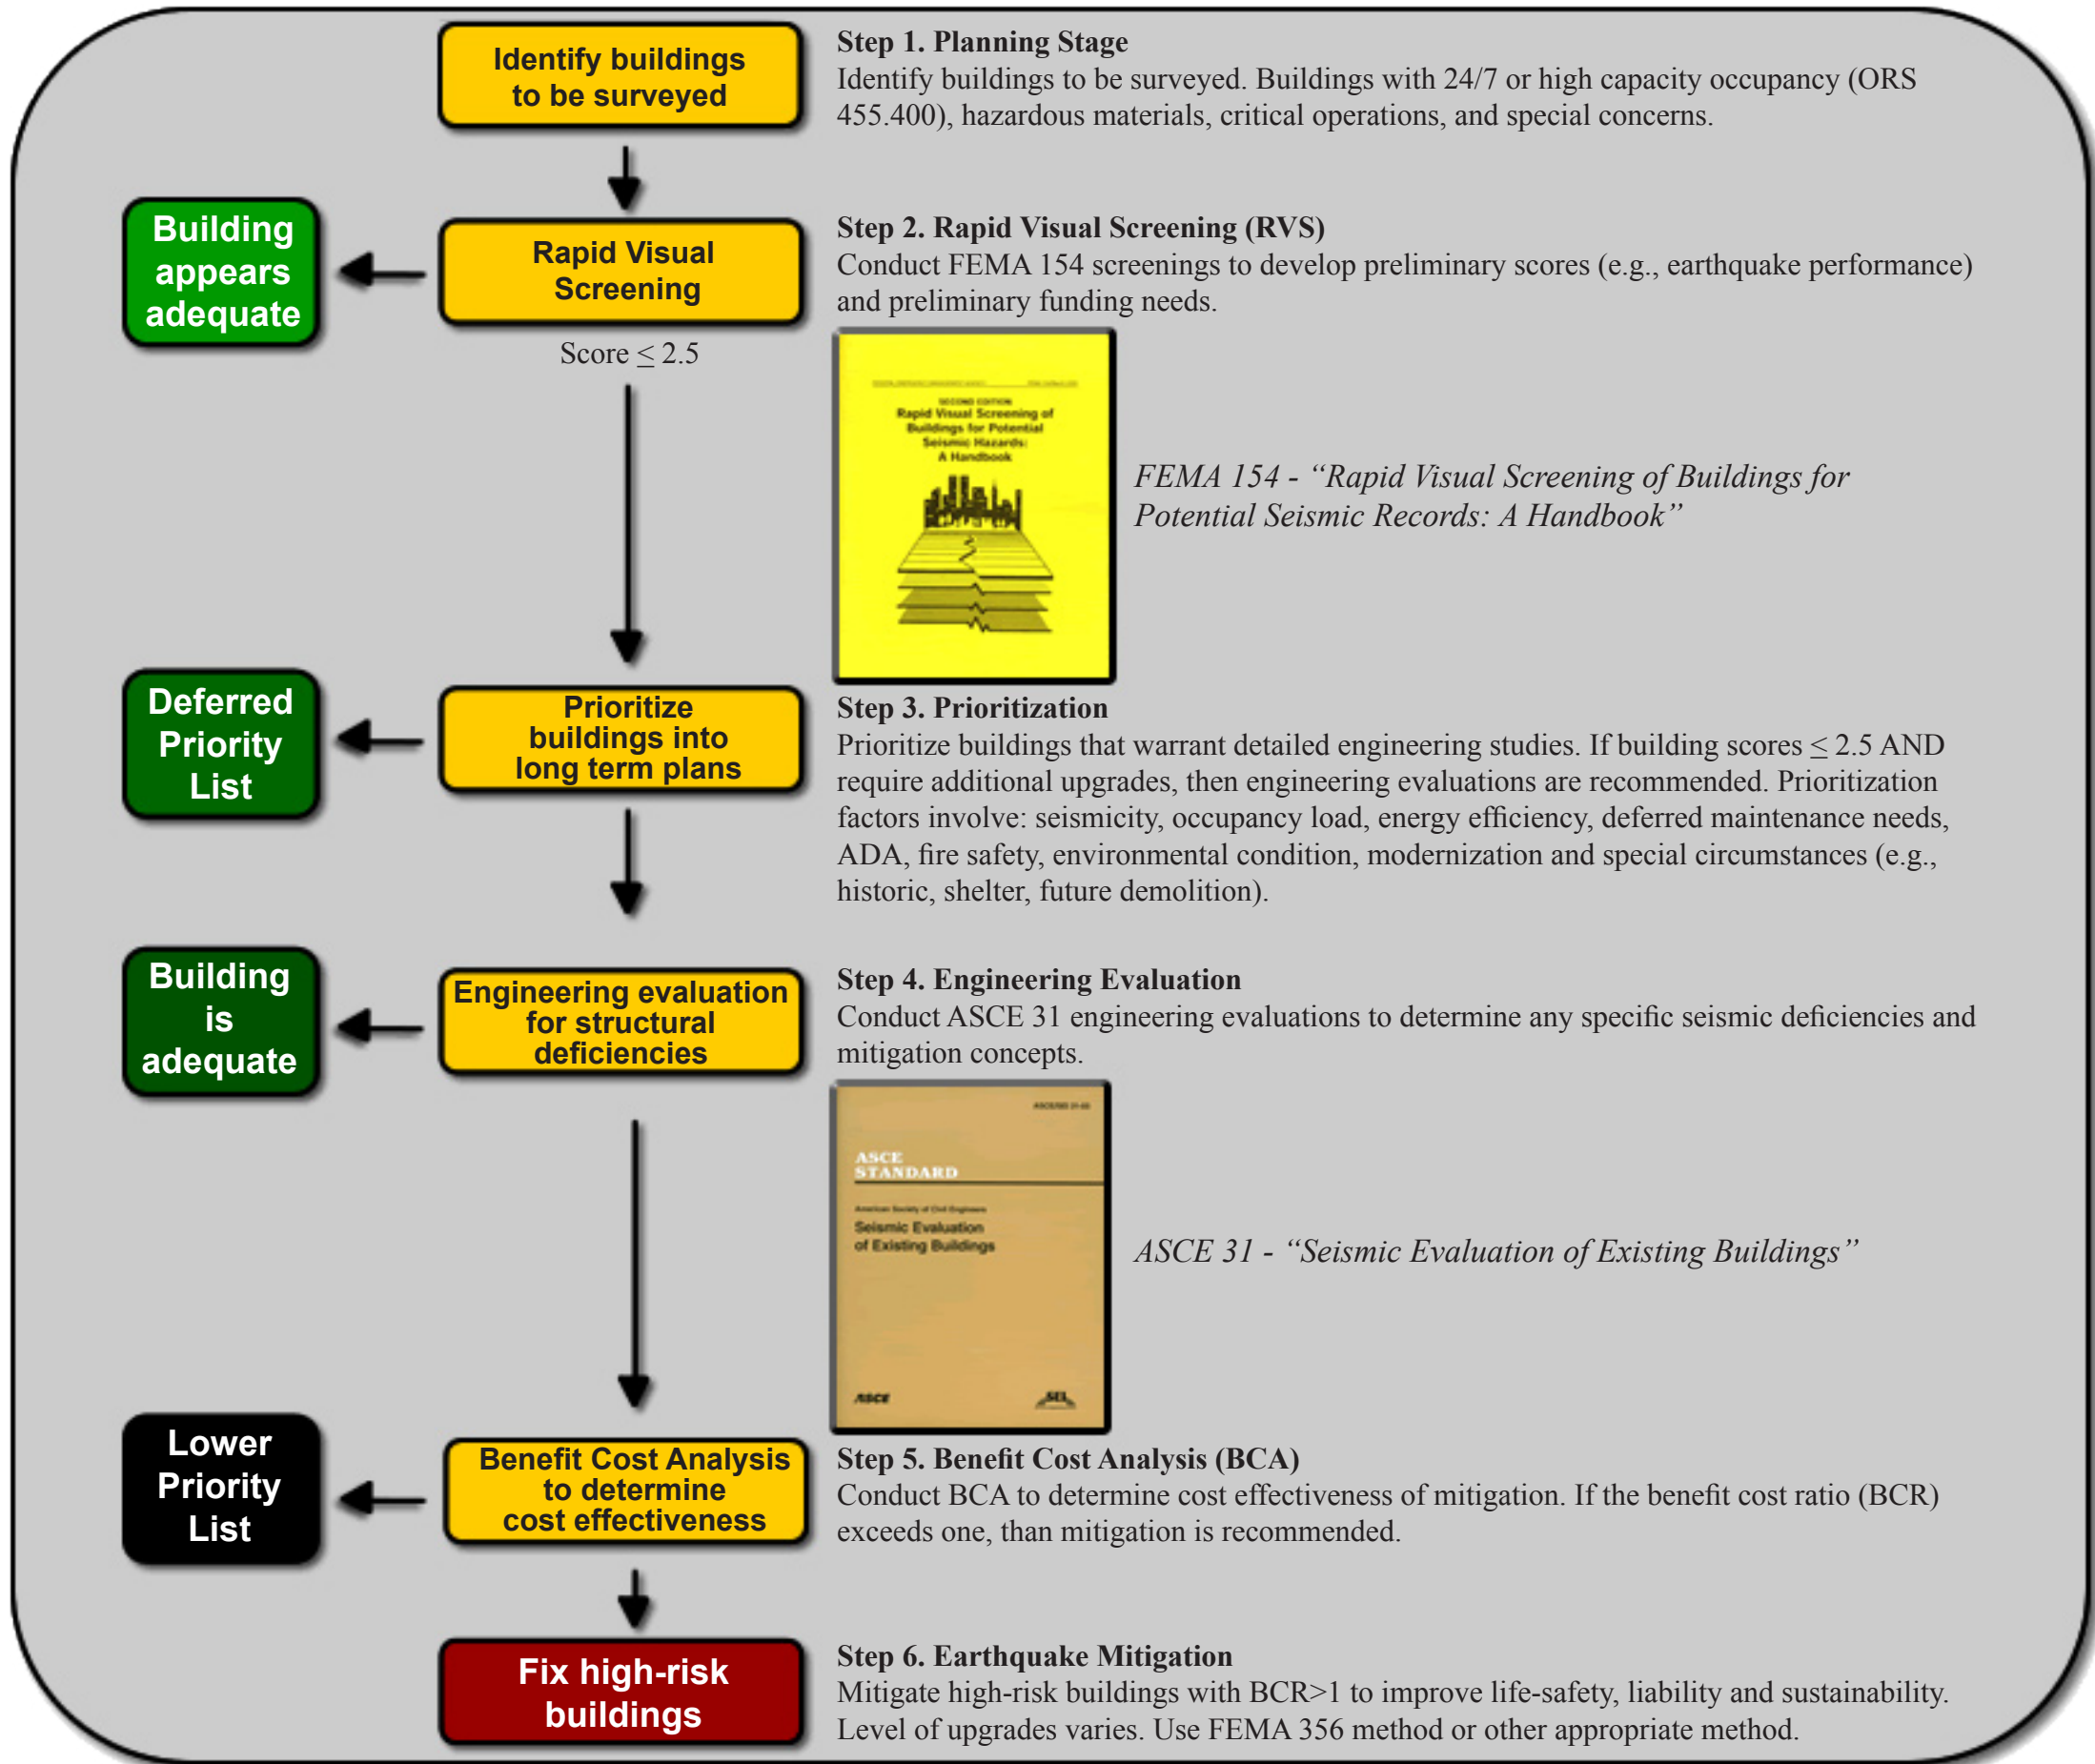 Identify buildings
to be surveyed
Step 1. Planning Stage
Identify buildings to be surveyed. Buildings with 24/7 or high capacity occupancy (ORS
455.400), hazardous materials, critical operations, and special concerns.
Building
appears
adequate
Rapid Visual
Screening
Score ≤ 2.5
Step 2. Rapid Visual Screening (RVS)
Conduct FEMA 154 screenings to develop preliminary scores (e.g., earthquake performance)
and preliminary funding needs.
SECOND EDITION
Rapid Visual Screening of
Buildings for Potential
Seismic Hazards:
A Handbook
FEMA 154 - “Rapid Visual Screening of Buildings for
Potential Seismic Records: A Handbook”
Deferred
Priority
List
Prioritize
buildings into
long term plans
Step 3. Prioritization
Prioritize buildings that warrant detailed engineering studies. If building scores ≤ 2.5 AND
require additional upgrades, then engineering evaluations are recommended. Prioritization
factors involve: seismicity, occupancy load, energy efficiency, deferred maintenance needs,
ADA, fire safety, environmental condition, modernization and special circumstances (e.g.,
historic, shelter, future demolition).
Building
is
adequate
Engineering evaluation
for structural
deficiencies
Step 4. Engineering Evaluation
Conduct ASCE 31 engineering evaluations to determine any specific seismic deficiencies and
mitigation concepts.
ASCE
STANDARD
American Society of Civil Engineers
Seismic Evaluation
of Existing Buildings
ASCE
SEI
ASCE 31 - “Seismic Evaluation of Existing Buildings”
Lower
Priority
List
Benefit Cost Analysis
to determine
cost effectiveness
Step 5. Benefit Cost Analysis (BCA)
Conduct BCA to determine cost effectiveness of mitigation. If the benefit cost ratio (BCR)
exceeds one, than mitigation is recommended.
Fix high-risk
buildings
Step 6. Earthquake Mitigation
Mitigate high-risk buildings with BCR>1 to improve life-safety, liability and sustainability.
Level of upgrades varies. Use FEMA 356 method or other appropriate method.